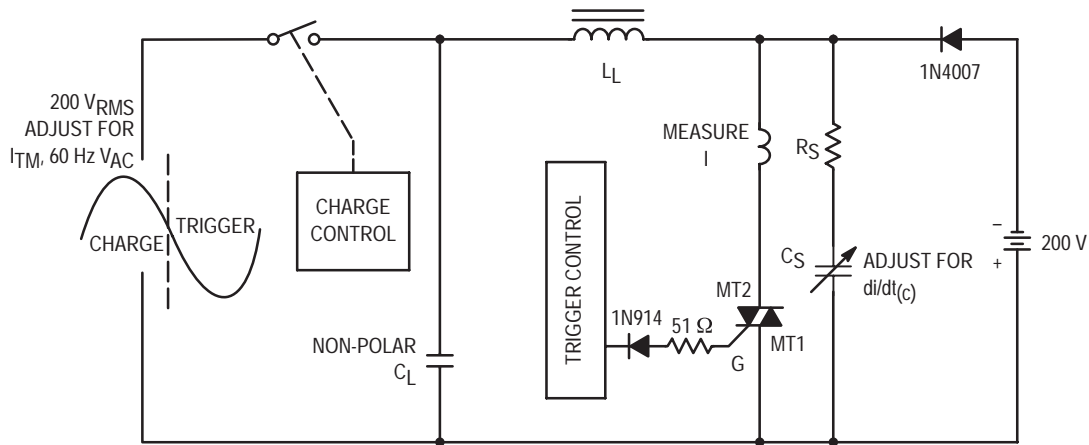 200 VRMS
ADJUST FOR
ITM, 60 Hz VAC
CHARGE
TRIGGER
CHARGE
CONTROL
NON-POLAR
CL
LL
TRIGGER CONTROL
1N914
51 Ω
MEASURE
I
MT2
MT1
G
RS
CS
ADJUST FOR
di/dt(c)
1N4007
–
+
200 V